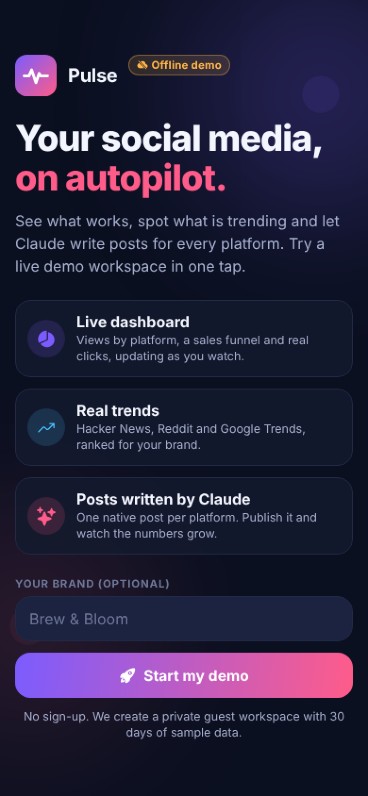 Pulse
Offline demo
Your social media,
on autopilot.
See what works, spot what is trending and let
Claude write posts for every platform. Try a
live demo workspace in one tap.
Live dashboard
Views by platform, a sales funnel and real
clicks, updating as you watch.
Real trends
Hacker News, Reddit and Google Trends,
ranked for your brand.
Posts written by Claude
One native post per platform. Publish it and
watch the numbers grow.
YOUR BRAND (OPTIONAL)
Brew & Bloom
Start my demo
No sign-up. We create a private guest workspace with 30
days of sample data.